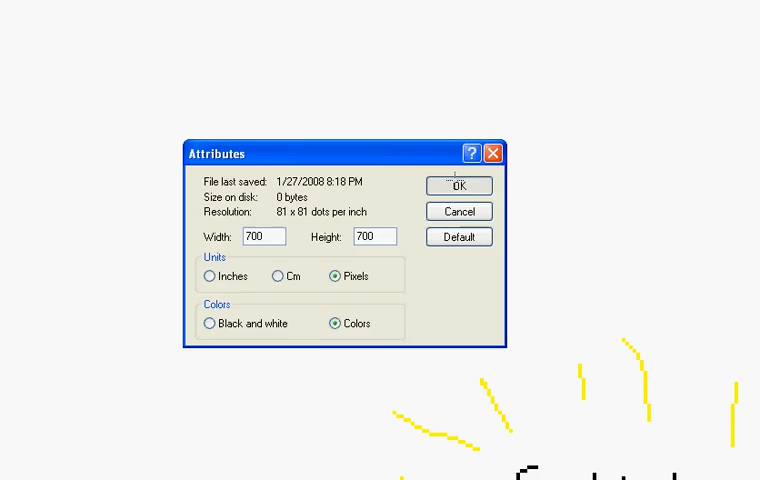 Attributes
File last saved: 1/27/2008 8:18 PM
Size on disk: 0 bytes
Resolution: 81 x 81 dots per inch
Width: 700 Height: 700
Units
Inches Cm Pixels
Colors
Black and white Colors
OK
Cancel
Default